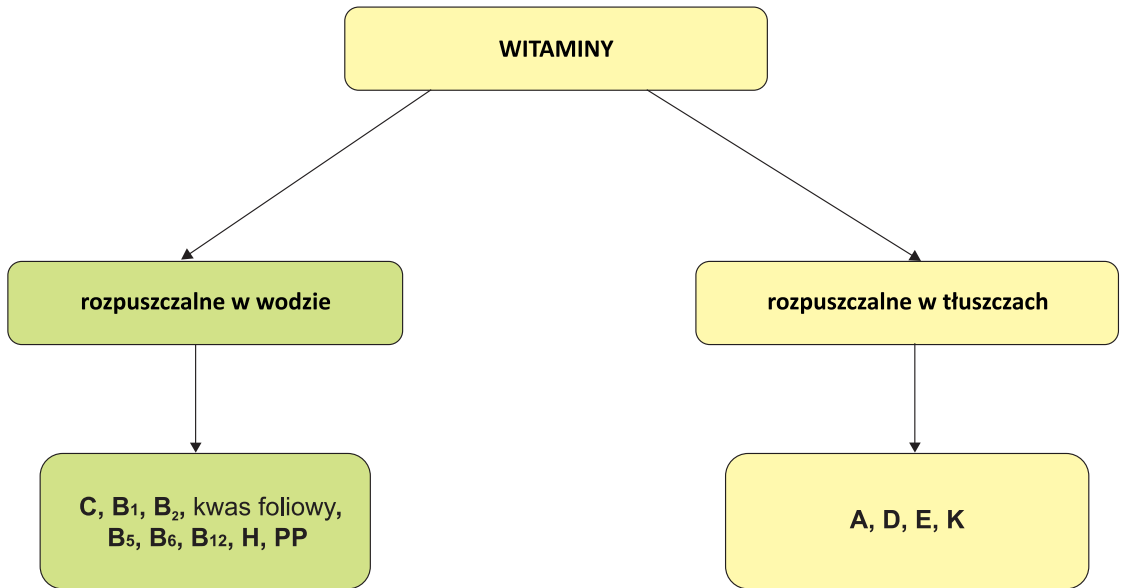 WITAMINY
rozpuszczalne w wodzie
rozpuszczalne w tłuszczach
C, B₁, B₂, kwas foliowy,
B₅, B₆, B₁₂, H, PP
A, D, E, K